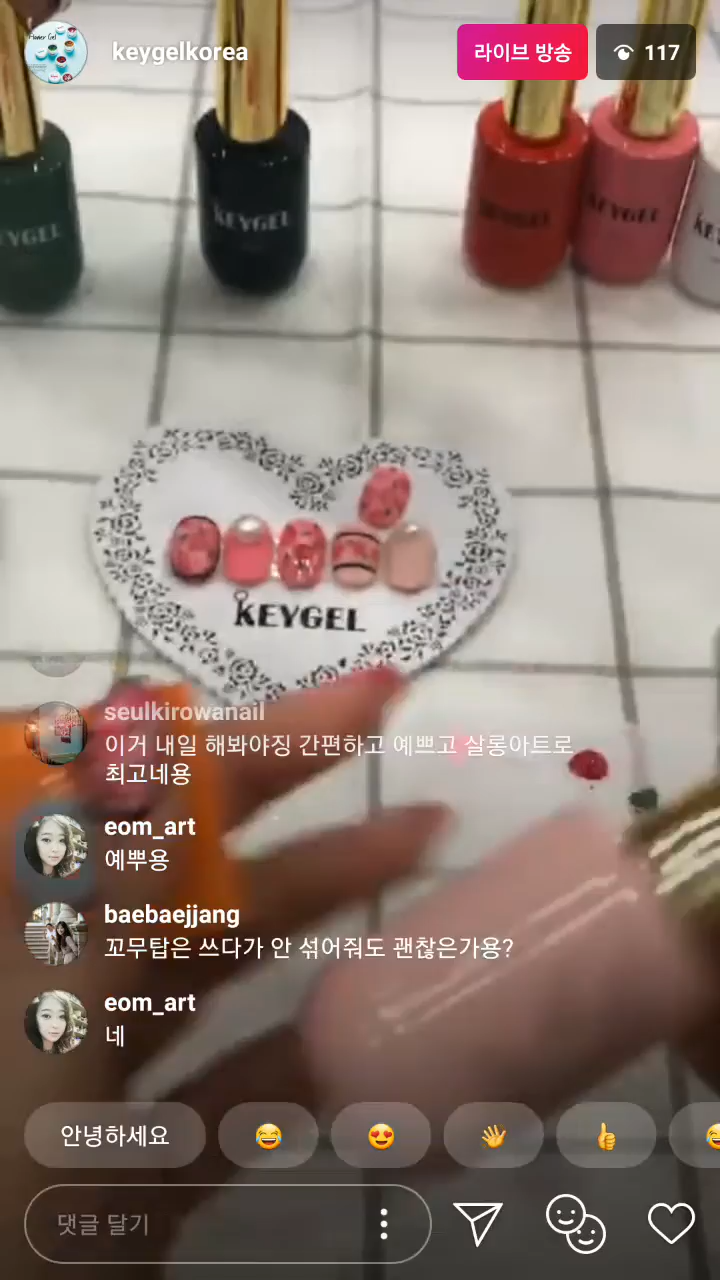 keygelkorea
라이브 방송
117
KEYGEL
KEYGEL
KEYGEL
seulkirowanail
이거 내일 해봐야징 간편하고 예쁘고 살롱아트로
최고네용
eom_art
예뿌용
baebaejjang
꼬무탑은 쓰다가 안 섞어줘도 괜찮은가용?
eom_art
네
안녕하세요
댓글 달기